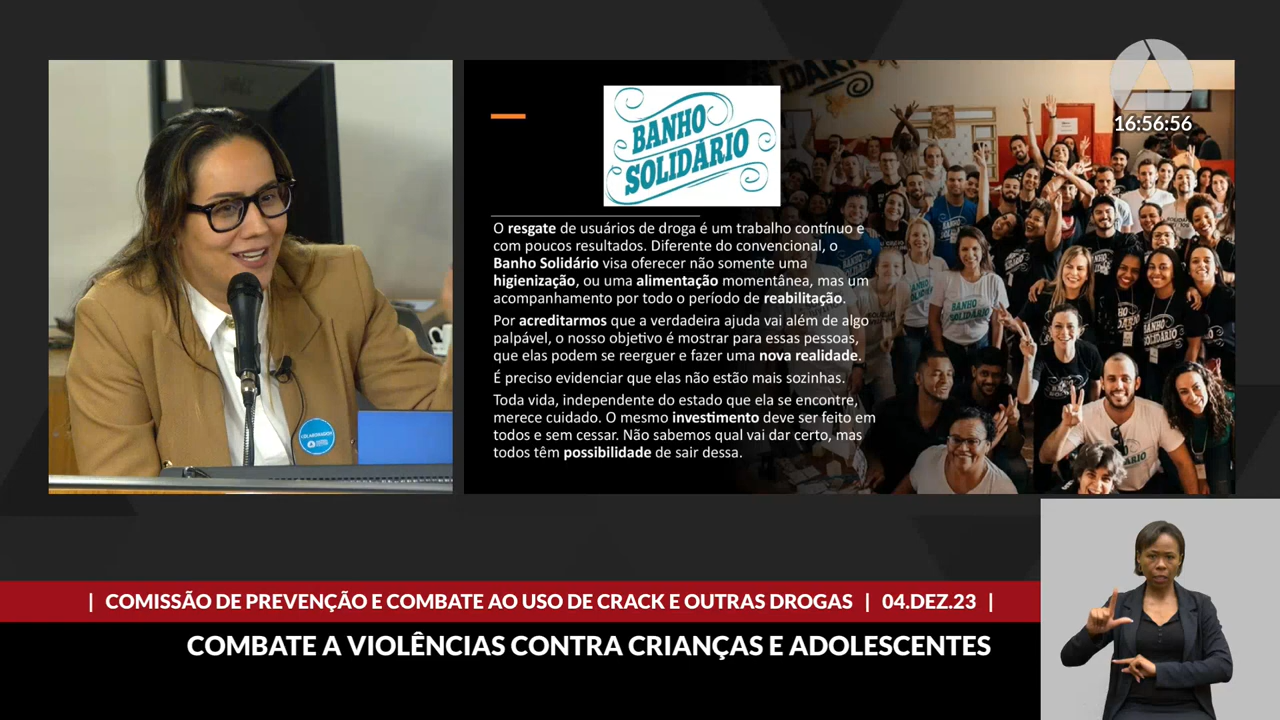 16:56:56
BANHO
SOLIDÁRIO
O resgate de usuários de droga é um trabalho contínuo e
com poucos resultados. Diferente do convencional, o
Banho Solidário visa oferecer não somente uma
higienização, ou uma alimentação momentânea, mas um
acompanhamento por todo o período de reabilitação.
Por acreditarmos que a verdadeira ajuda vai além de algo
palpável, o nosso objetivo é mostrar para essas pessoas,
que elas podem se reerguer e fazer uma nova realidade.
É preciso evidenciar que elas não estão mais sozinhas.
Toda vida, independente do estado que ela se encontre,
merece cuidado. O mesmo investimento deve ser feito em
todos e sem cessar. Não sabemos qual vai dar certo, mas
todos têm possibilidade de sair dessa.
BANHO
BANHO
SOLIDÁRIO
| COMISSÃO DE PREVENÇÃO E COMBATE AO USO DE CRACK E OUTRAS DROGAS | 04.DEZ.23 |
COMBATE A VIOLÊNCIAS CONTRA CRIANÇAS E ADOLESCENTES